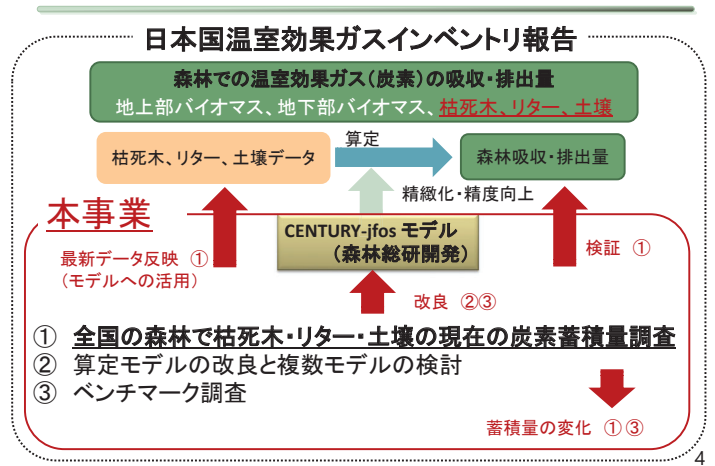 日本国温室効果ガスインベントリ報告
森林での温室効果ガス（炭素）の吸収・排出量
地上部バイオマス、地下部バイオマス、枯死木、リター、土壌
枯死木、リター、土壌データ
算定
森林吸収・排出量
精緻化・精度向上
本事業
CENTURY-jfos モデル
（森林総研開発）
最新データ反映 ①
（モデルへの活用）
検証 ①
改良 ②③
① 全国の森林で枯死木・リター・土壌の現在の炭素蓄積量調査
② 算定モデルの改良と複数モデルの検討
③ ベンチマーク調査
蓄積量の変化 ①③
4